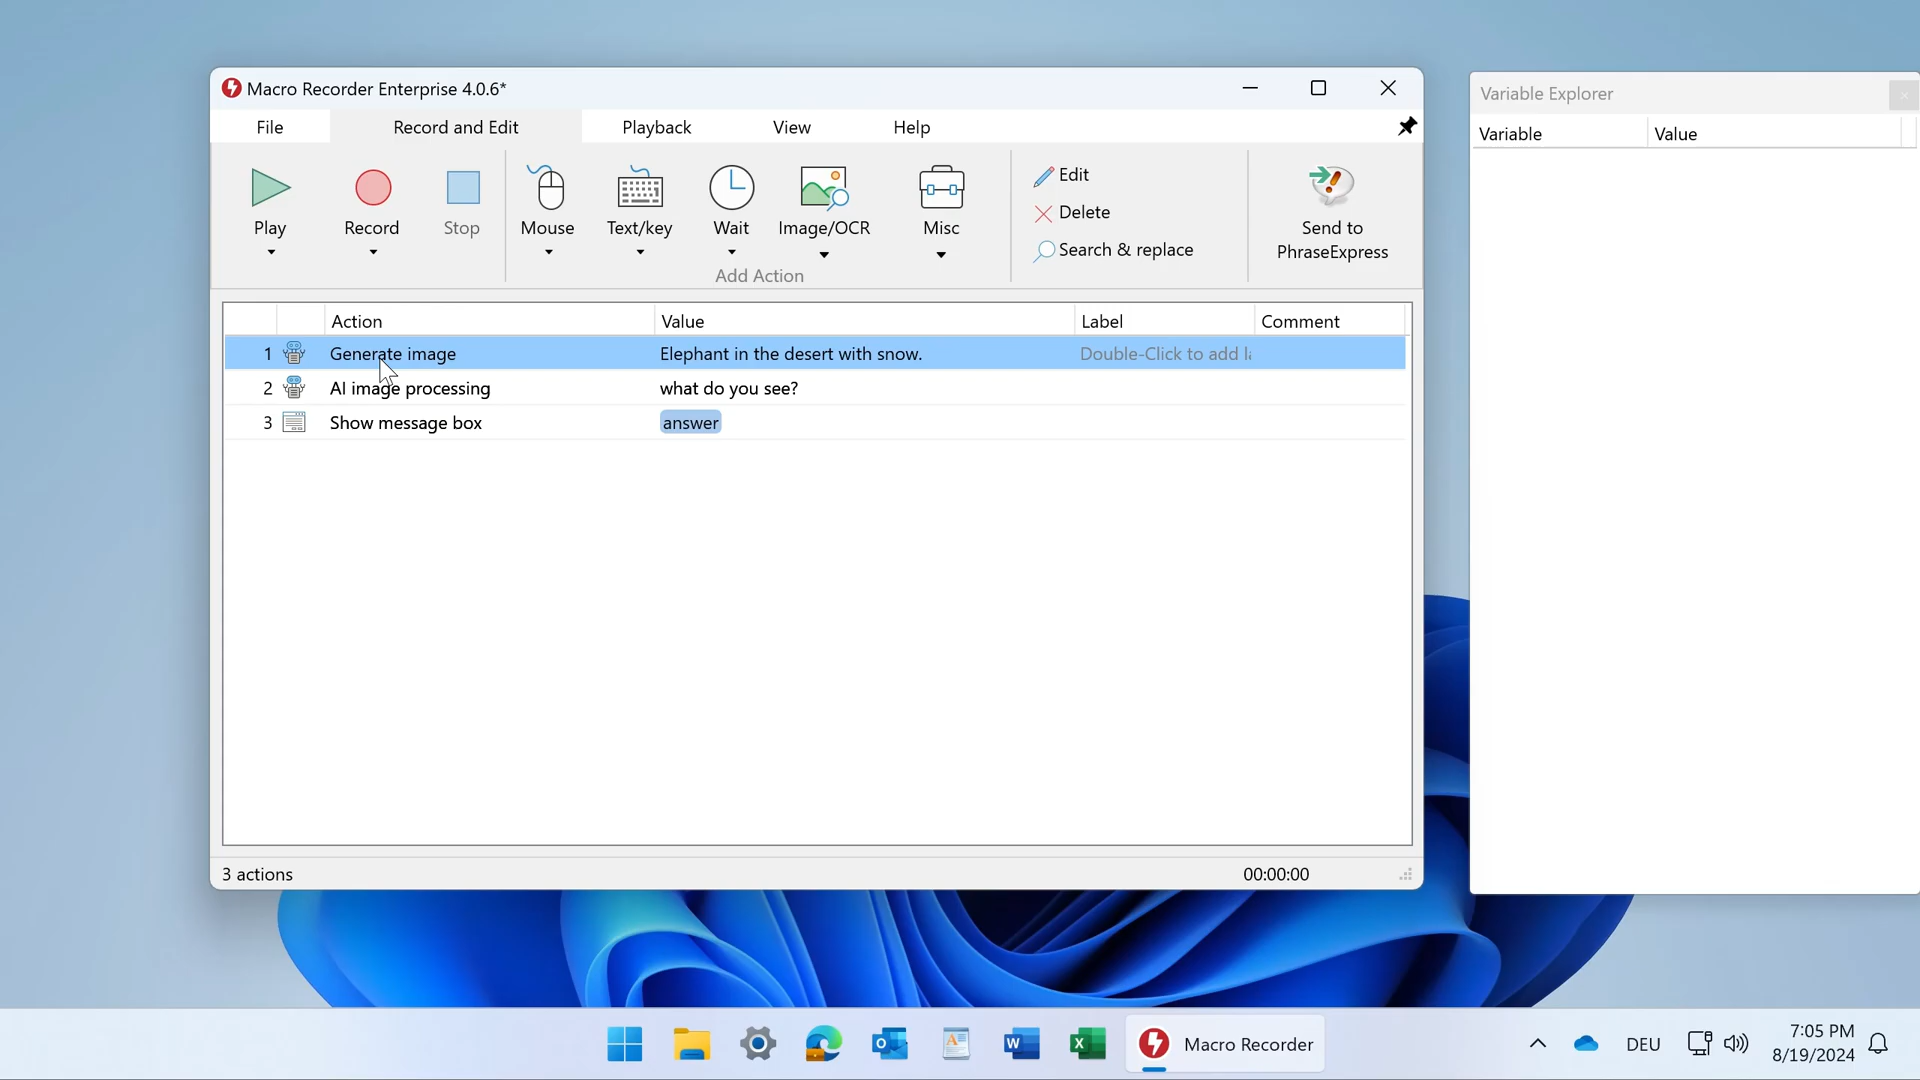 Macro Recorder Enterprise 4.0.6*
File Record and Edit Playback View Help
Play Record Stop Mouse Text/key Wait Image/OCR Misc
Add Action
Edit
Delete
Search & replace
Send to
PhraseExpress
Action Value Label Comment
1 Generate image Elephant in the desert with snow. Double-Click to add la
2 AI image processing what do you see?
3 Show message box answer
3 actions 00:00:00
Variable Explorer
Variable Value
Macro Recorder
DEU
7:05 PM
8/19/2024